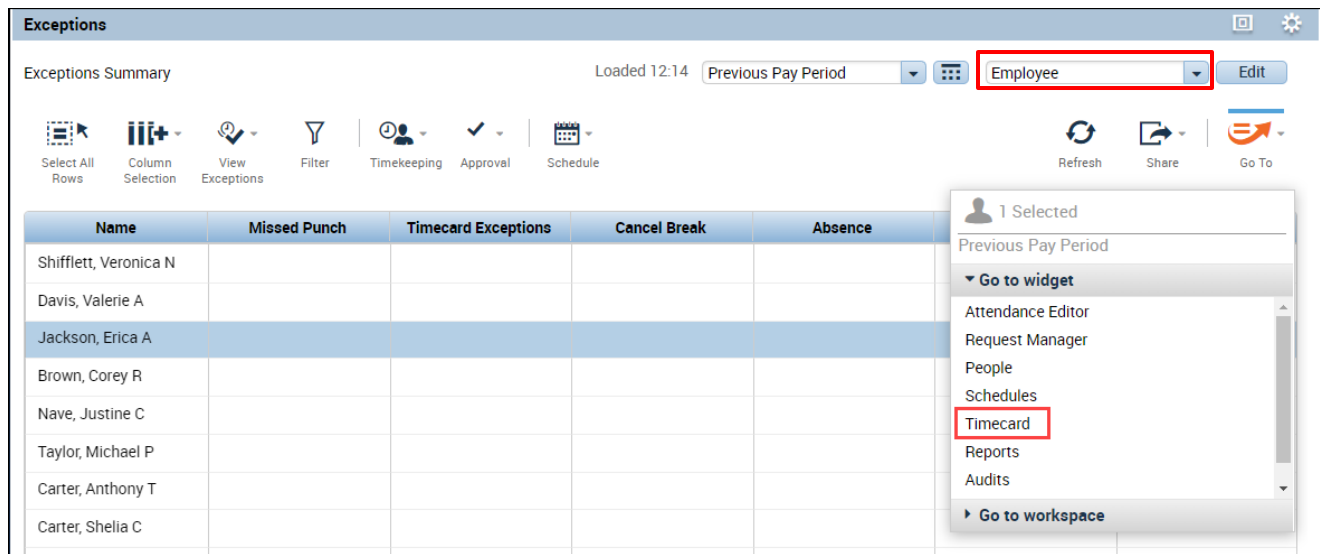 Exceptions
Exceptions Summary
Loaded 12:14
Previous Pay Period
Employee
Edit
Select All Rows
Column Selection
View Exceptions
Filter
Timekeeping
Approval
Schedule
Refresh
Share
Go To
1 Selected
Previous Pay Period
Go to widget
Attendance Editor
Request Manager
People
Schedules
Timecard
Reports
Audits
Go to workspace
Name
Missed Punch
Timecard Exceptions
Cancel Break
Absence
Shifflett, Veronica N
Davis, Valerie A
Jackson, Erica A
Brown, Corey R
Nave, Justine C
Taylor, Michael P
Carter, Anthony T
Carter, Shelia C